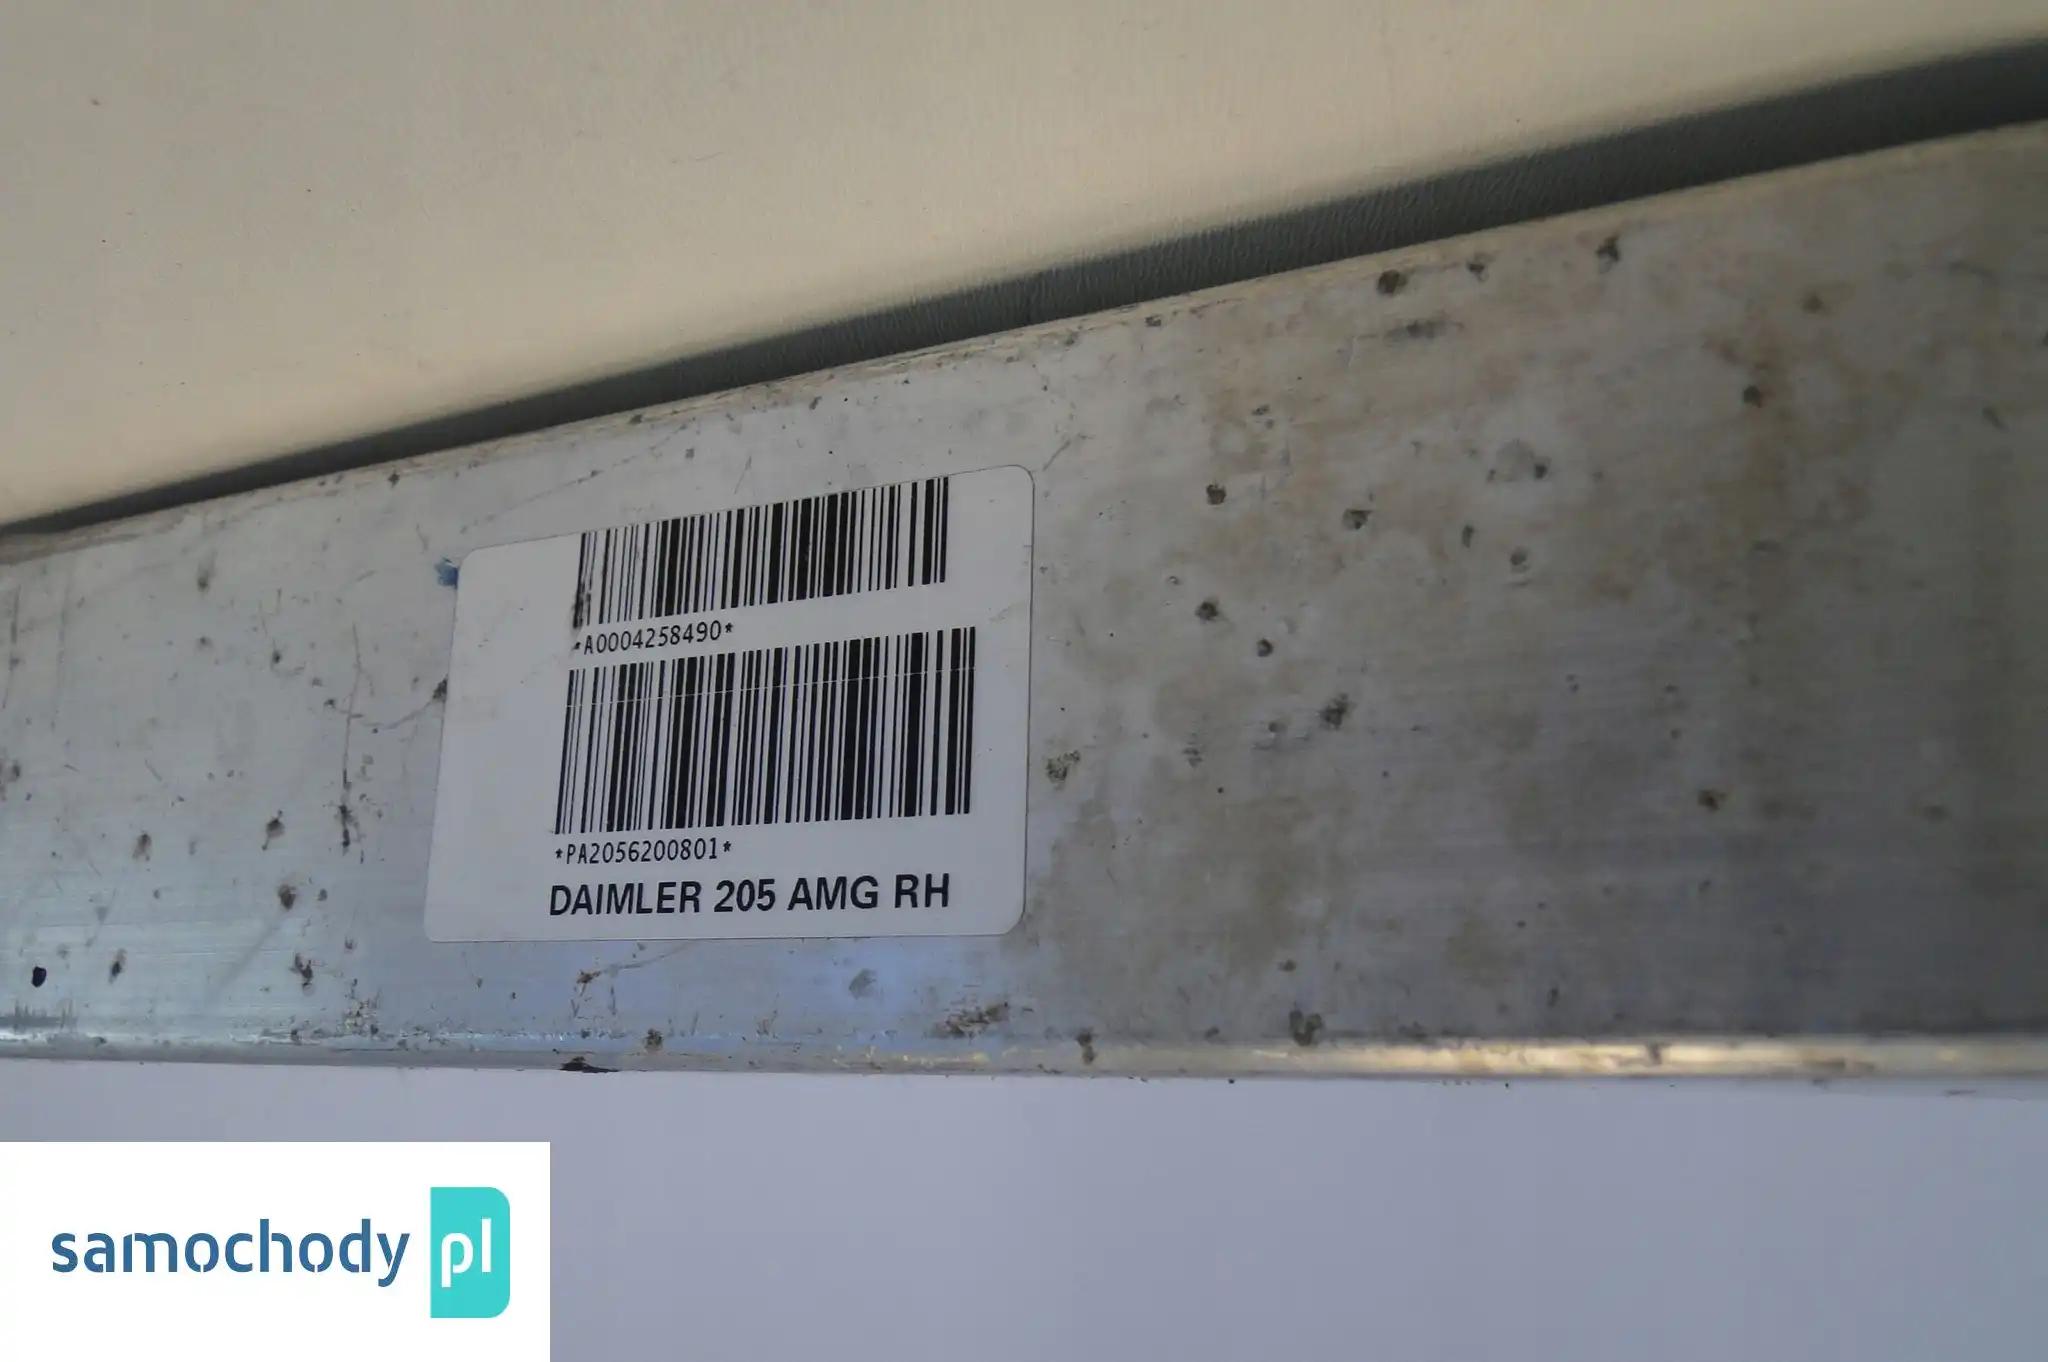 *A0004258490*
*PA2056200801*
DAIMLER 205 AMG RH
samochody pl